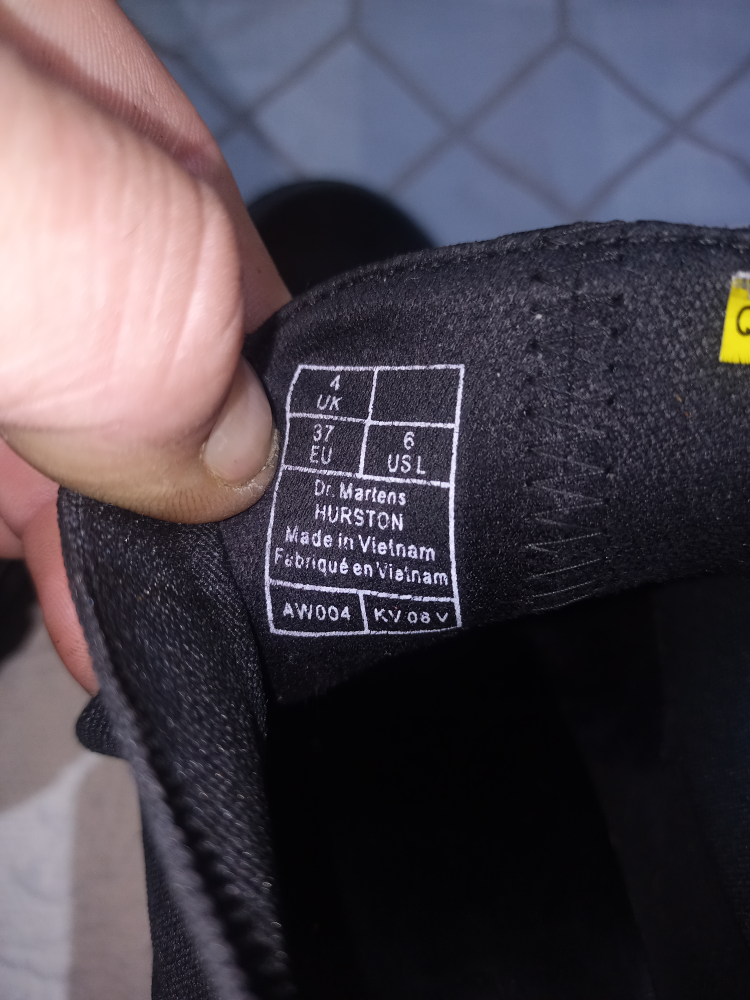 4
UK
37
EU
6
US L
Dr. Martens
HURSTON
Made in Vietnam
Fabriqué en Vietnam
AW004
KV 08 V
Q